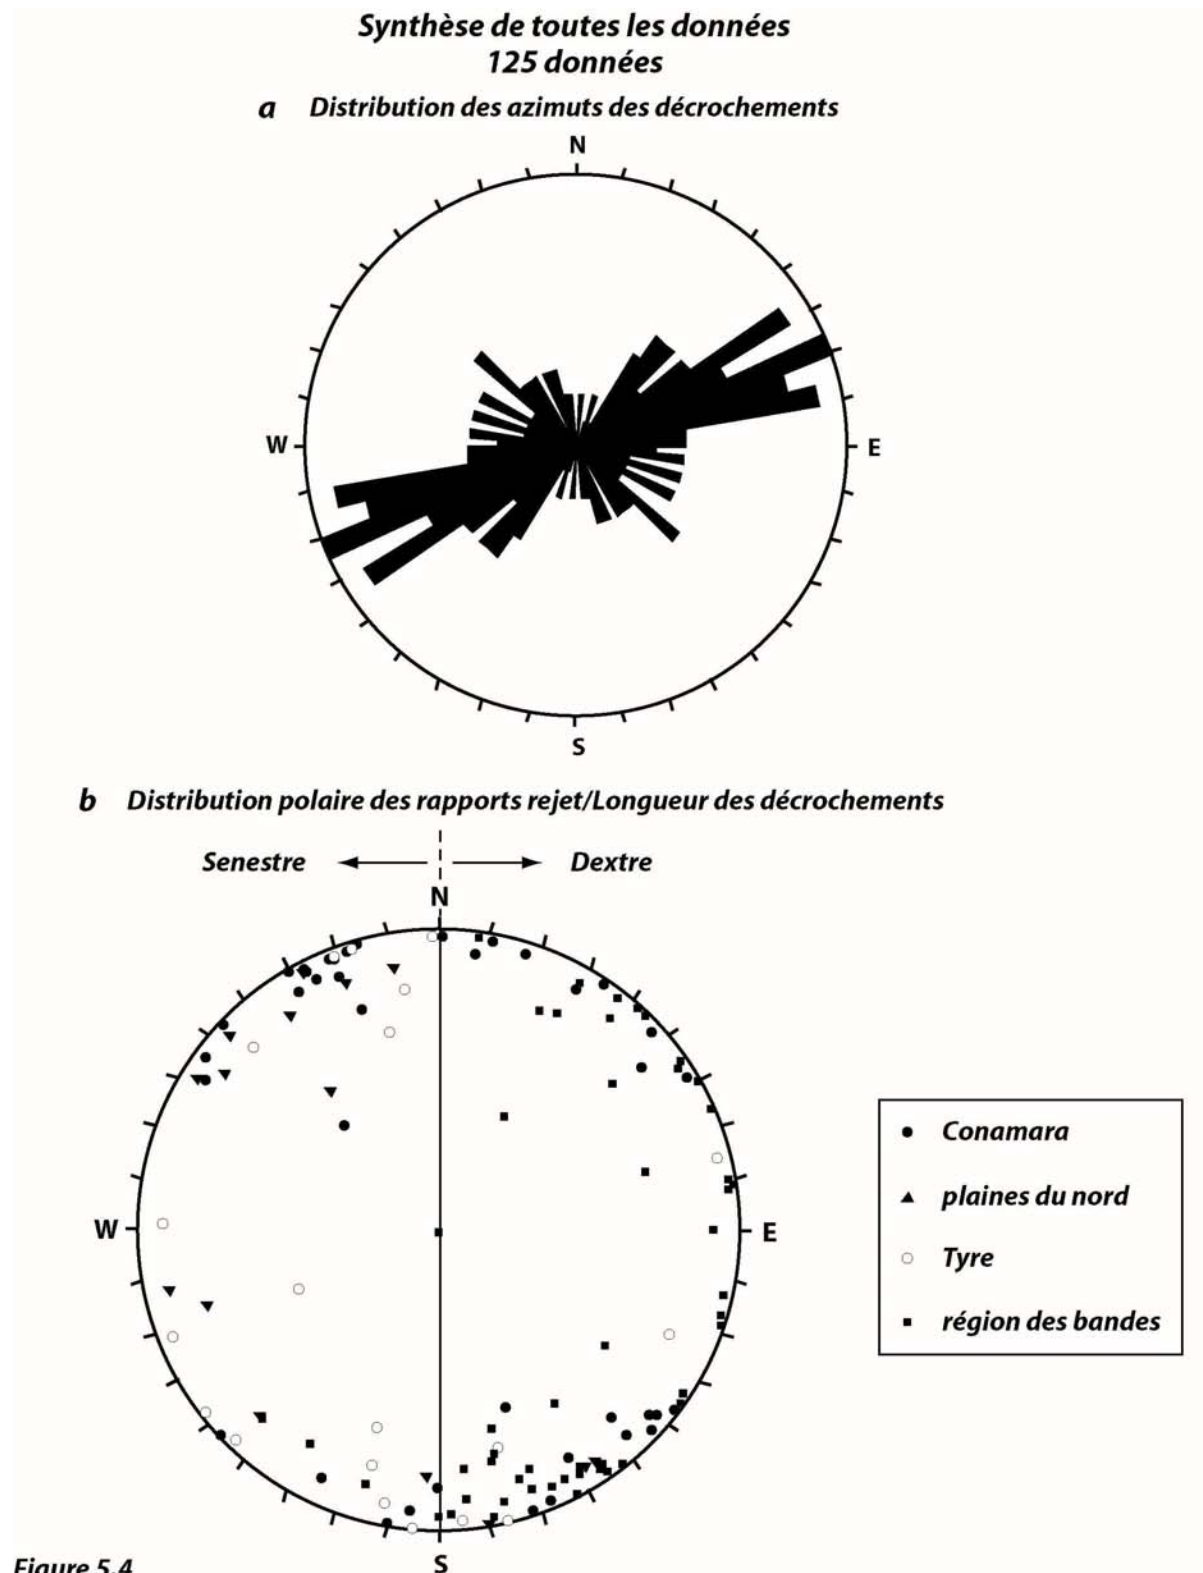 Synthèse de toutes les données
125 données
a Distribution des azimuts des décrochements
N
W
E
S
b Distribution polaire des rapports rejet/Longueur des décrochements
Senestre
Dextre
N
W
E
S
Conamara
plaines du nord
Tyre
région des bandes
Figure 5.4